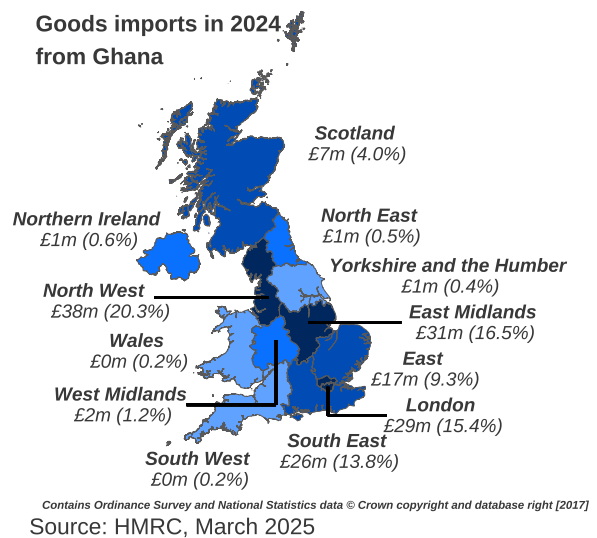 Goods imports in 2024
from Ghana
Scotland
£7m (4.0%)
Northern Ireland
£1m (0.6%)
North East
£1m (0.5%)
Yorkshire and the Humber
£1m (0.4%)
North West
£38m (20.3%)
East Midlands
£31m (16.5%)
Wales
£0m (0.2%)
East
£17m (9.3%)
West Midlands
£2m (1.2%)
London
£29m (15.4%)
South East
£26m (13.8%)
South West
£0m (0.2%)
Contains Ordinance Survey and National Statistics data © Crown copyright and database right [2017]
Source: HMRC, March 2025